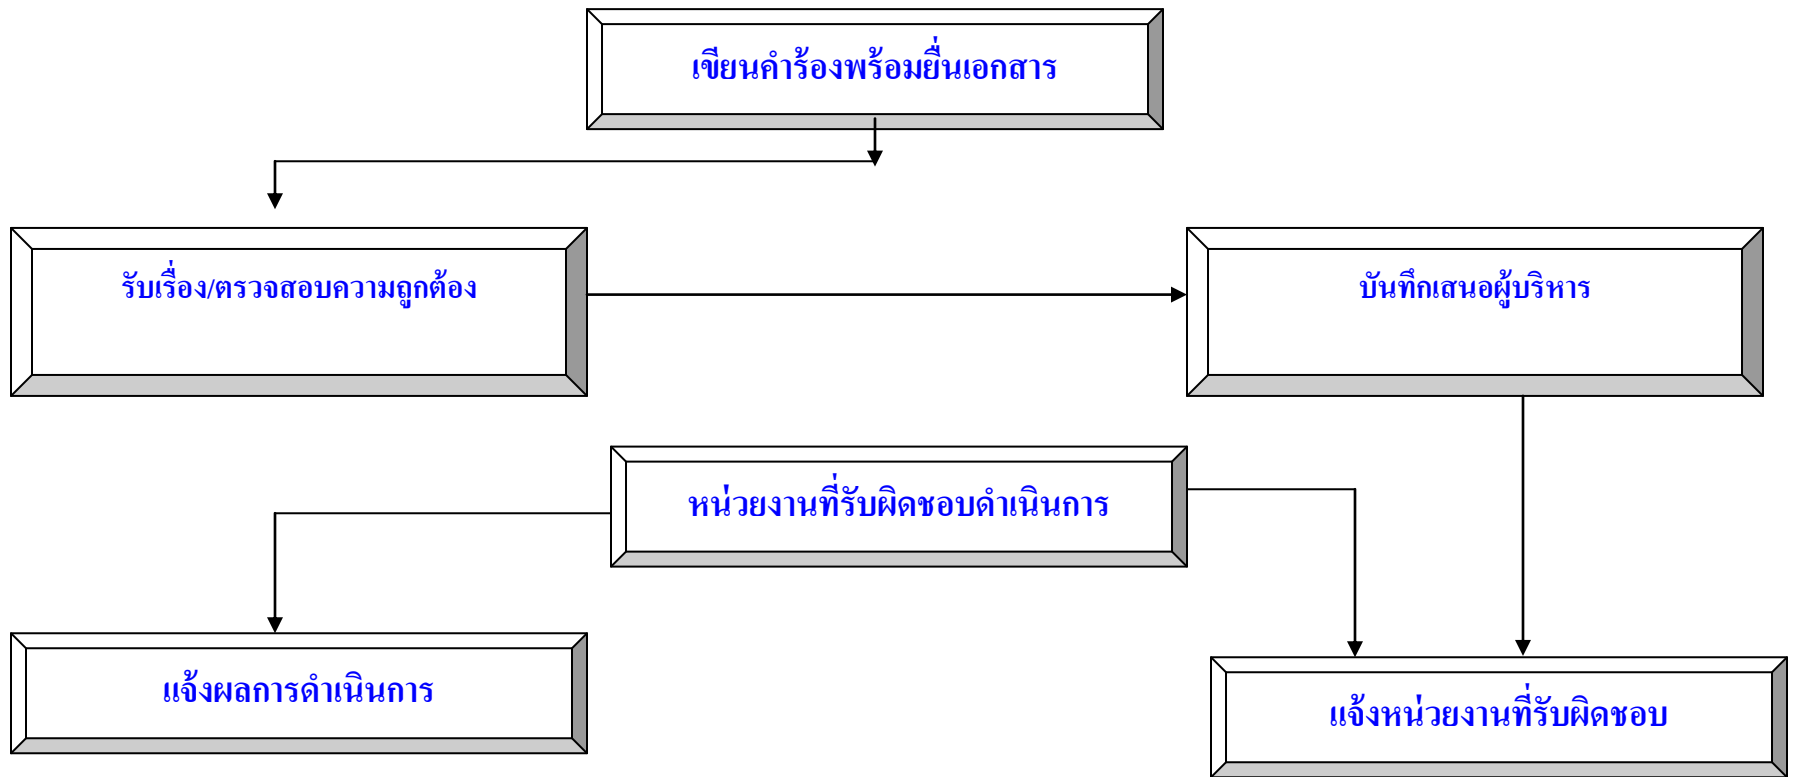 เขียนคำร้องพร้อมยื่นเอกสาร
รับเรื่อง/ตรวจสอบความถูกต้อง
บันทึกเสนอผู้บริหาร
หน่วยงานที่รับผิดชอบดำเนินการ
แจ้งผลการดำเนินการ
แจ้งหน่วยงานที่รับผิดชอบ